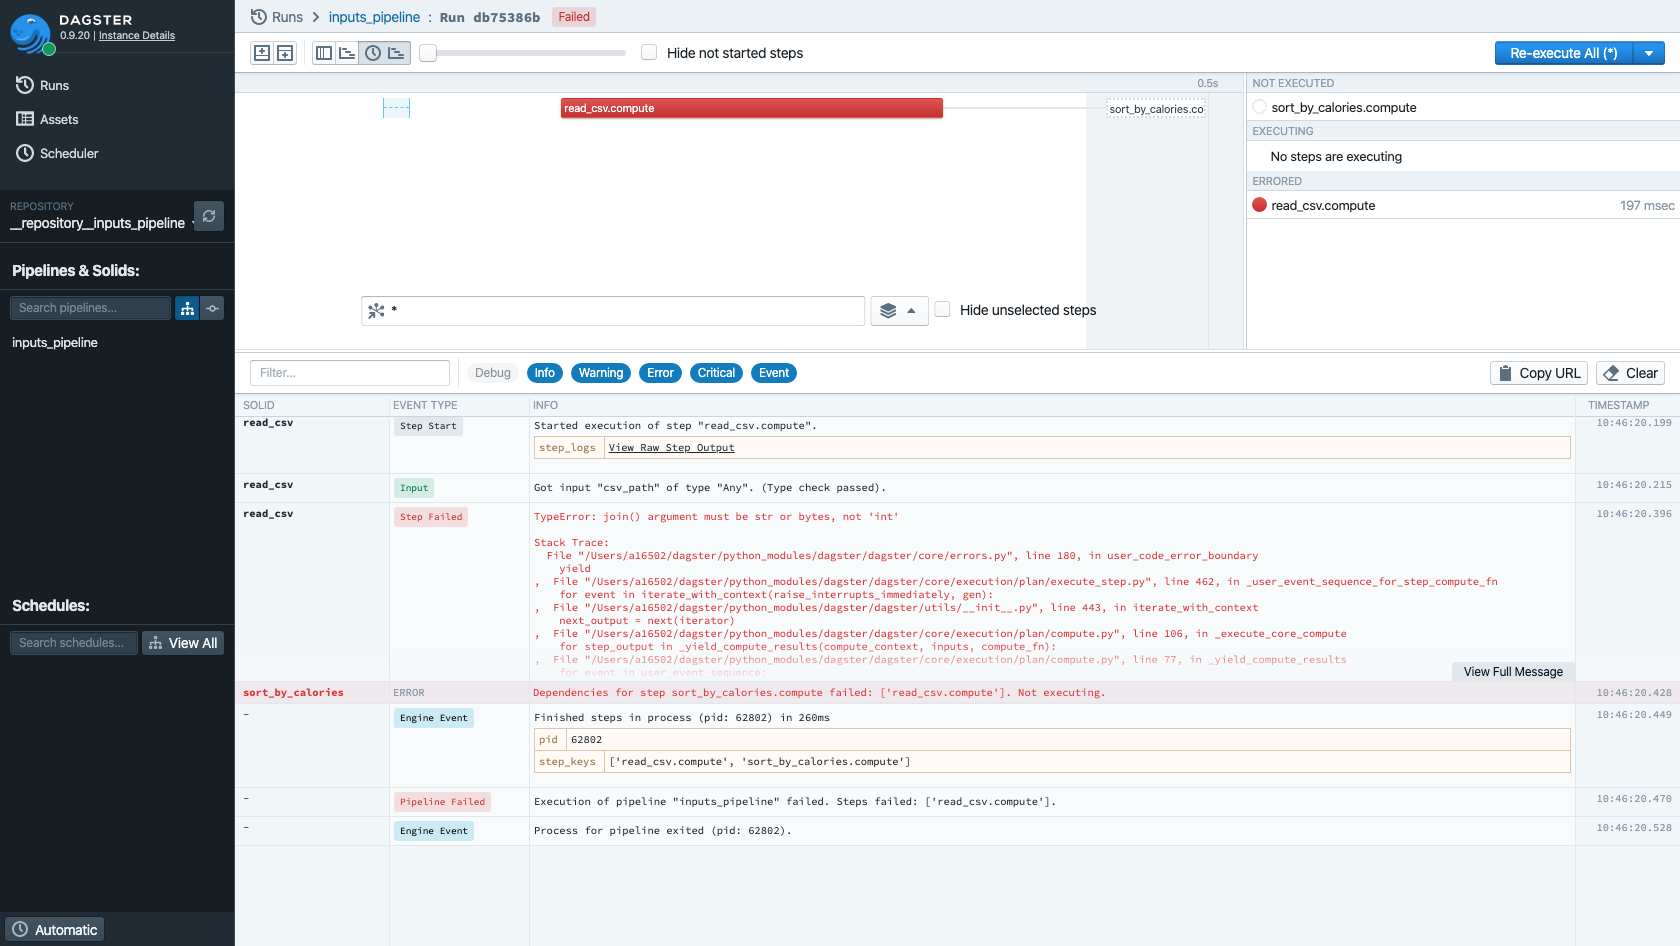 DAGSTER
0.9.20 | Instance Details
Runs
Assets
Scheduler
REPOSITORY
__repository__inputs_pipeline
Pipelines & Solids:
Search pipelines...
inputs_pipeline
Schedules:
Search schedules...
View All
Automatic
Runs > inputs_pipeline : Run db75386b Failed
Hide not started steps
Re-execute All (*)
0.5s
read_csv.compute
sort_by_calories.co
*
Hide unselected steps
NOT EXECUTED
sort_by_calories.compute
EXECUTING
No steps are executing
ERRORED
read_csv.compute 197 msec
Filter...
Debug Info Warning Error Critical Event
Copy URL
Clear
SOLID EVENT TYPE INFO TIMESTAMP
read_csv Step Start Started execution of step "read_csv.compute". 10:46:20.199
step_logs View Raw Step Output
read_csv Input Got input "csv_path" of type "Any". (Type check passed). 10:46:20.215
read_csv Step Failed TypeError: join() argument must be str or bytes, not 'int' 10:46:20.396
Stack Trace:
File "/Users/a16502/dagster/python_modules/dagster/dagster/core/errors.py", line 180, in user_code_error_boundary
yield
, File "/Users/a16502/dagster/python_modules/dagster/dagster/core/execution/plan/execute_step.py", line 462, in _user_event_sequence_for_step_compute_fn
for event in iterate_with_context(raise_interrupts_immediately, gen):
, File "/Users/a16502/dagster/python_modules/dagster/dagster/utils/__init__.py", line 443, in iterate_with_context
next_output = next(iterator)
, File "/Users/a16502/dagster/python_modules/dagster/dagster/core/execution/plan/compute.py", line 106, in _execute_core_compute
for step_output in _yield_compute_results(compute_context, inputs, compute_fn):
, File "/Users/a16502/dagster/python_modules/dagster/dagster/core/execution/plan/compute.py", line 77, in _yield_compute_results
for event in user_event_sequence:
View Full Message
sort_by_calories ERROR Dependencies for step sort_by_calories.compute failed: ['read_csv.compute']. Not executing. 10:46:20.428
- Engine Event Finished steps in process (pid: 62802) in 260ms 10:46:20.449
pid 62802
step_keys ['read_csv.compute', 'sort_by_calories.compute']
- Pipeline Failed Execution of pipeline "inputs_pipeline" failed. Steps failed: ['read_csv.compute']. 10:46:20.470
- Engine Event Process for pipeline exited (pid: 62802). 10:46:20.528